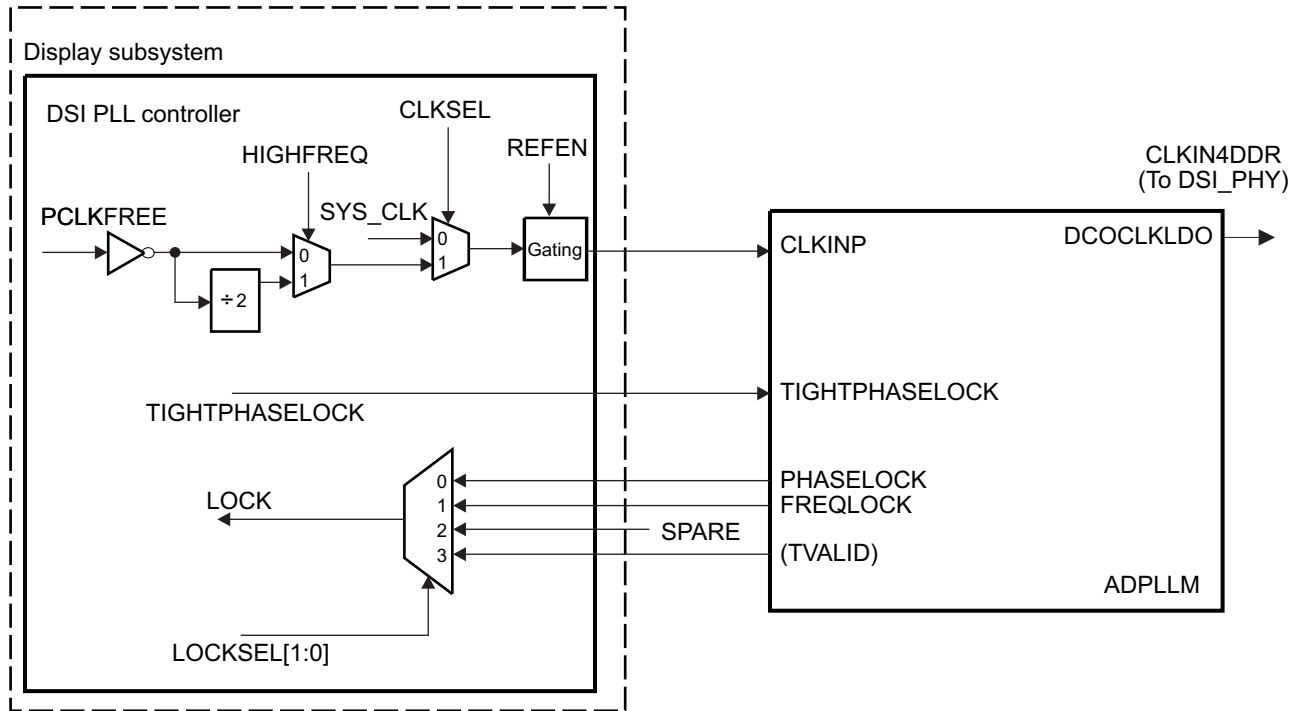 Display subsystem
DSI PLL controller
CLKSEL
HIGHFREQ
REFEN
CLKIN4DDR
(To DSI_PHY)
PCLKFREE
SYS_CLK
0
1
÷2
0
1
Gating
CLKINP
DCOCLKLDO
TIGHTPHASELOCK
TIGHTPHASELOCK
LOCK
0
1
2
3
PHASELOCK
FREQLOCK
SPARE
(TVALID)
ADPLLM
LOCKSEL[1:0]